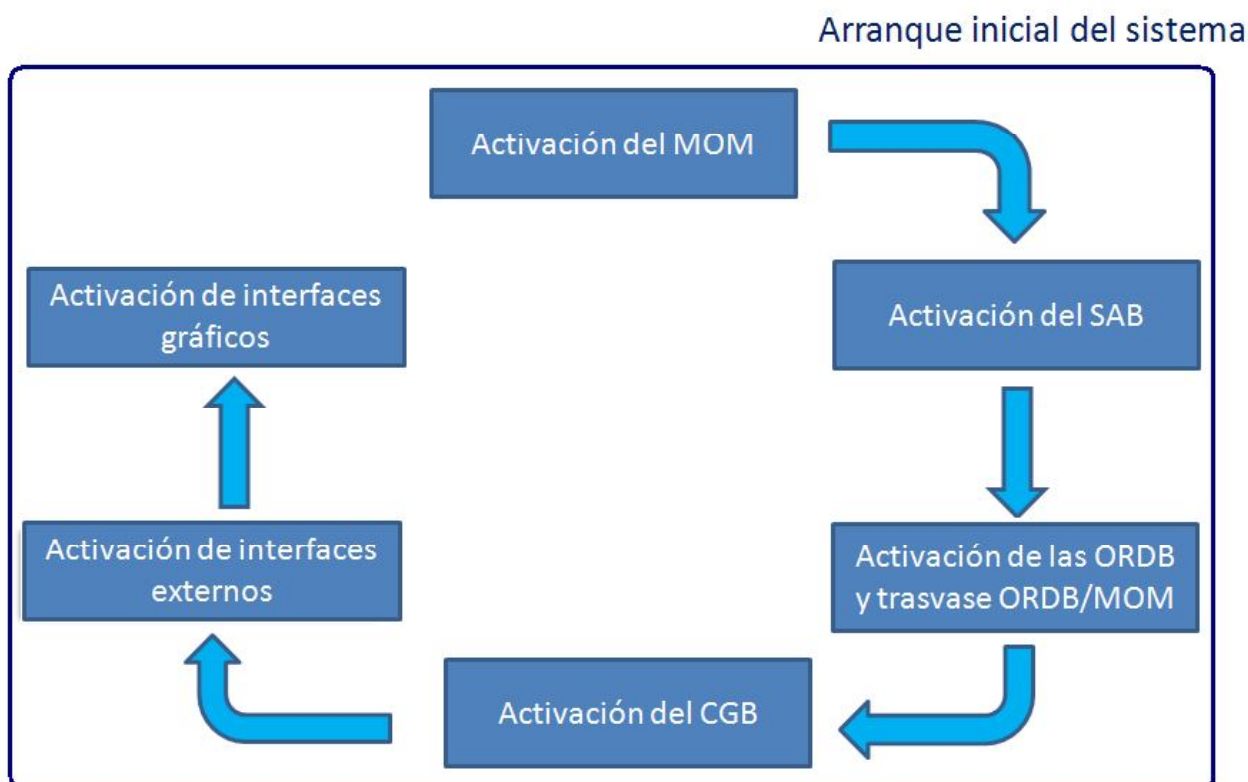 Arranque inicial del sistema
Activación del MOM
Activación del SAB
Activación de las ORDB
y trasvase ORDB/MOM
Activación del CGB
Activación de interfaces
externos
Activación de interfaces
gráficos